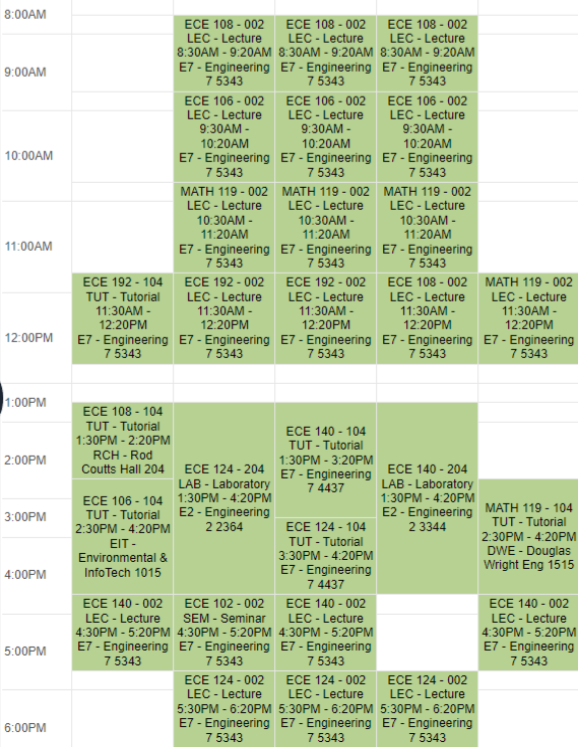 8:00AM
ECE 108 - 002
LEC - Lecture
8:30AM - 9:20AM
E7 - Engineering
7 5343
ECE 108 - 002
LEC - Lecture
8:30AM - 9:20AM
E7 - Engineering
7 5343
ECE 108 - 002
LEC - Lecture
8:30AM - 9:20AM
E7 - Engineering
7 5343
9:00AM
ECE 106 - 002
LEC - Lecture
9:30AM -
10:20AM
E7 - Engineering
7 5343
ECE 106 - 002
LEC - Lecture
9:30AM -
10:20AM
E7 - Engineering
7 5343
ECE 106 - 002
LEC - Lecture
9:30AM -
10:20AM
E7 - Engineering
7 5343
10:00AM
MATH 119 - 002
LEC - Lecture
10:30AM -
11:20AM
E7 - Engineering
7 5343
MATH 119 - 002
LEC - Lecture
10:30AM -
11:20AM
E7 - Engineering
7 5343
MATH 119 - 002
LEC - Lecture
10:30AM -
11:20AM
E7 - Engineering
7 5343
11:00AM
ECE 192 - 104
TUT - Tutorial
11:30AM -
12:20PM
E7 - Engineering
7 5343
ECE 192 - 002
LEC - Lecture
11:30AM -
12:20PM
E7 - Engineering
7 5343
ECE 192 - 002
LEC - Lecture
11:30AM -
12:20PM
E7 - Engineering
7 5343
ECE 108 - 002
LEC - Lecture
11:30AM -
12:20PM
E7 - Engineering
7 5343
MATH 119 - 002
LEC - Lecture
11:30AM -
12:20PM
E7 - Engineering
7 5343
12:00PM
1:00PM
ECE 108 - 104
TUT - Tutorial
1:30PM - 2:20PM
RCH - Rod
Coutts Hall 204
ECE 124 - 204
LAB - Laboratory
1:30PM - 4:20PM
E2 - Engineering
2 2364
ECE 140 - 104
TUT - Tutorial
1:30PM - 3:20PM
E7 - Engineering
7 4437
ECE 140 - 204
LAB - Laboratory
1:30PM - 4:20PM
E2 - Engineering
2 3344
2:00PM
ECE 106 - 104
TUT - Tutorial
2:30PM - 4:20PM
EIT -
Environmental &
InfoTech 1015
MATH 119 - 104
TUT - Tutorial
2:30PM - 4:20PM
DWE - Douglas
Wright Eng 1515
3:00PM
ECE 124 - 104
TUT - Tutorial
3:30PM - 4:20PM
E7 - Engineering
7 4437
4:00PM
ECE 140 - 002
LEC - Lecture
4:30PM - 5:20PM
E7 - Engineering
7 5343
ECE 102 - 002
SEM - Seminar
4:30PM - 5:20PM
E7 - Engineering
7 5343
ECE 140 - 002
LEC - Lecture
4:30PM - 5:20PM
E7 - Engineering
7 5343
ECE 140 - 002
LEC - Lecture
4:30PM - 5:20PM
E7 - Engineering
7 5343
5:00PM
ECE 124 - 002
LEC - Lecture
5:30PM - 6:20PM
E7 - Engineering
7 5343
ECE 124 - 002
LEC - Lecture
5:30PM - 6:20PM
E7 - Engineering
7 5343
ECE 124 - 002
LEC - Lecture
5:30PM - 6:20PM
E7 - Engineering
7 5343
6:00PM